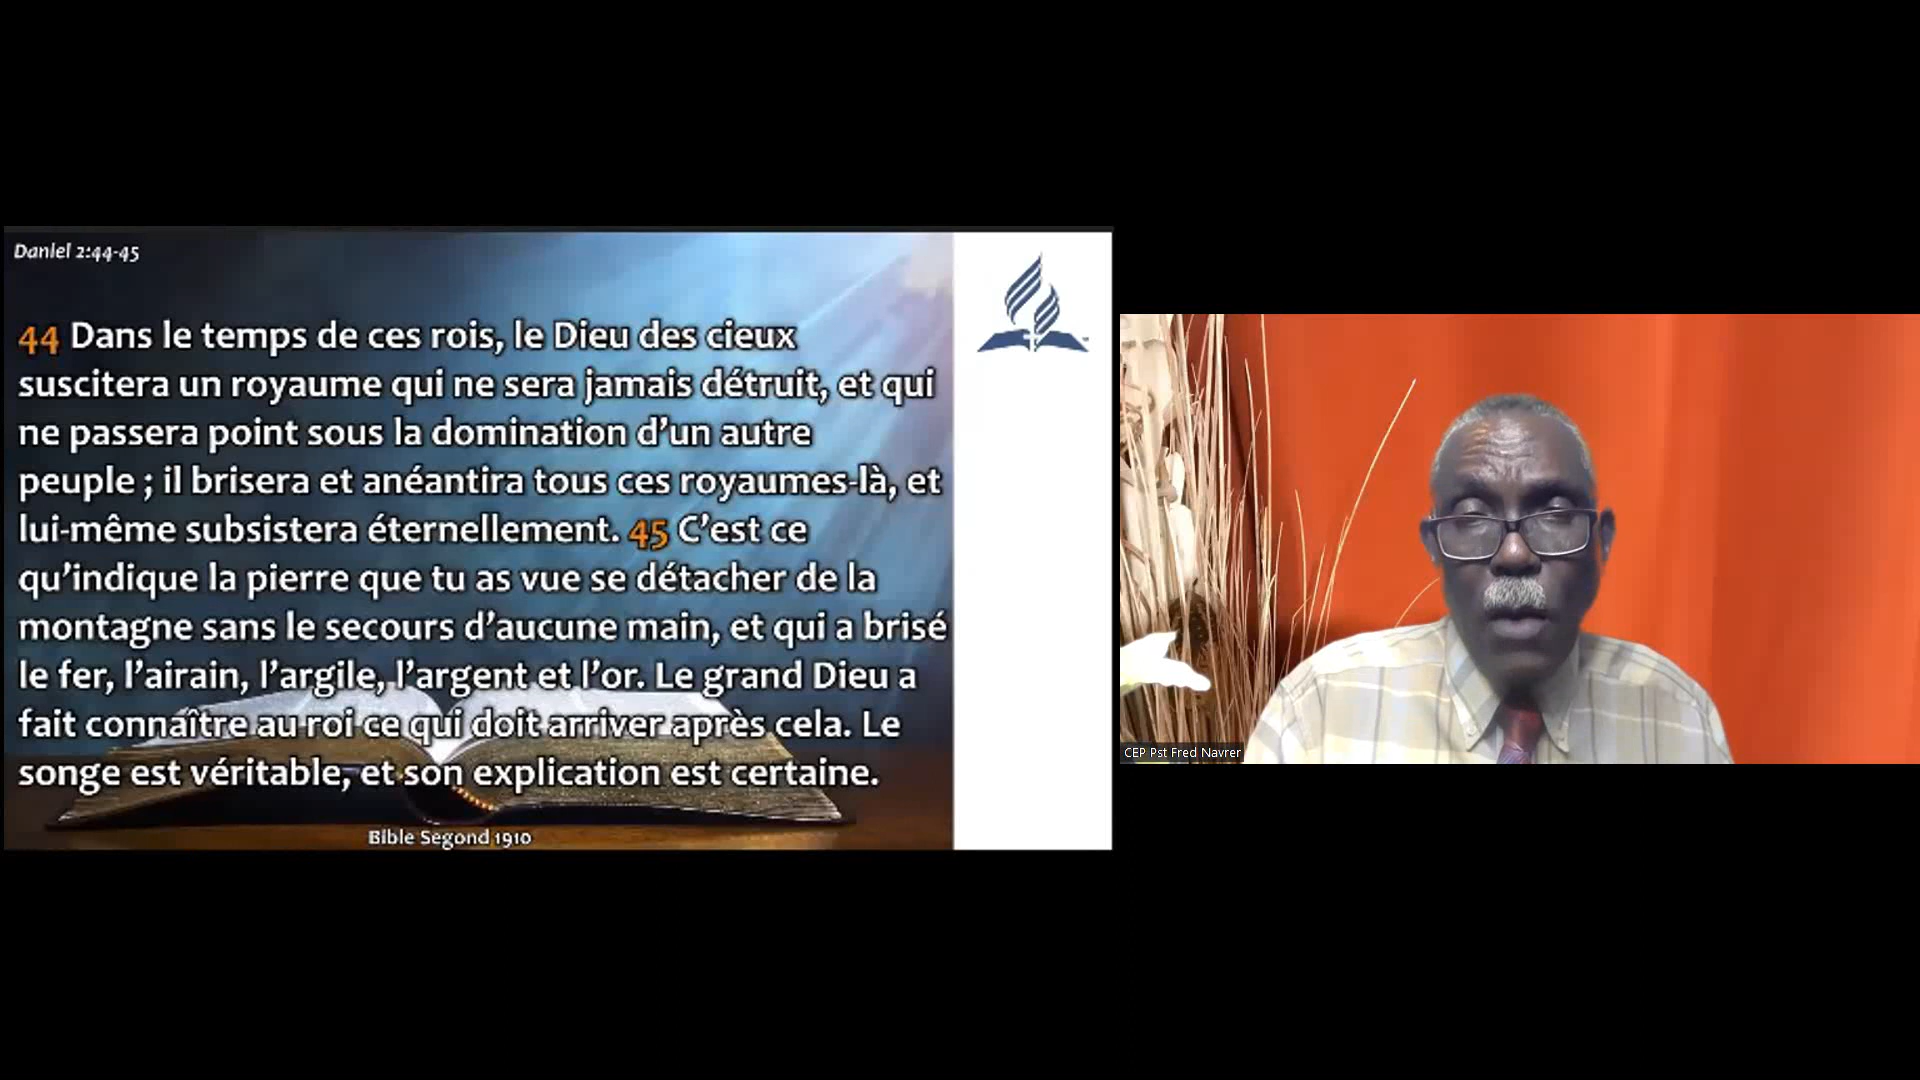 Daniel 2:44-45
44 Dans le temps de ces rois, le Dieu des cieux
suscitera un royaume qui ne sera jamais détruit, et qui
ne passera point sous la domination d’un autre
peuple ; il brisera et anéantira tous ces royaumes-là, et
lui-même subsistera éternellement. 45 C’est ce
qu’indique la pierre que tu as vue se détacher de la
montagne sans le secours d’aucune main, et qui a brisé
le fer, l’airain, l’argile, l’argent et l’or. Le grand Dieu a
fait connaître au roi ce qui doit arriver après cela. Le
songe est véritable, et son explication est certaine.
Bible Segond 1910
CEP Pst Fred Navrer